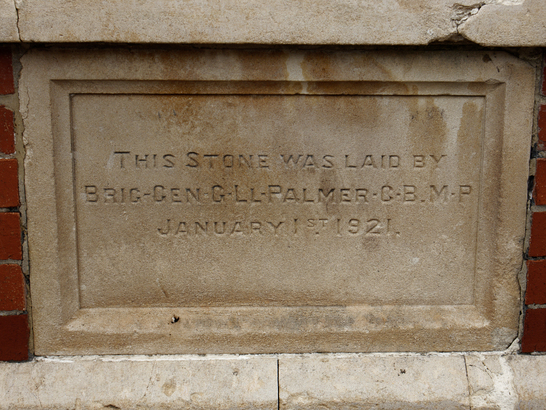 THIS STONE WAS LAID BY
BRIG-GEN·G·LL·PALMER·C·B.M·P
JANUARY 1ST 1921.